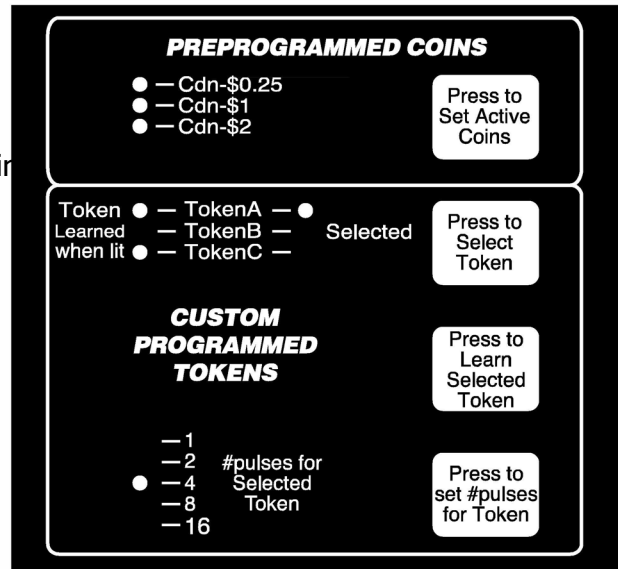 PREPROGRAMMED COINS
Cdn-$0.25
Cdn-$1
Cdn-$2
Press to
Set Active
Coins
ir
Token
Learned
when lit
TokenA
TokenB
TokenC
Selected
Press to
Select
Token
CUSTOM
PROGRAMMED
TOKENS
Press to
Learn
Selected
Token
1
2
4
8
16
#pulses for
Selected
Token
Press to
set #pulses
for Token